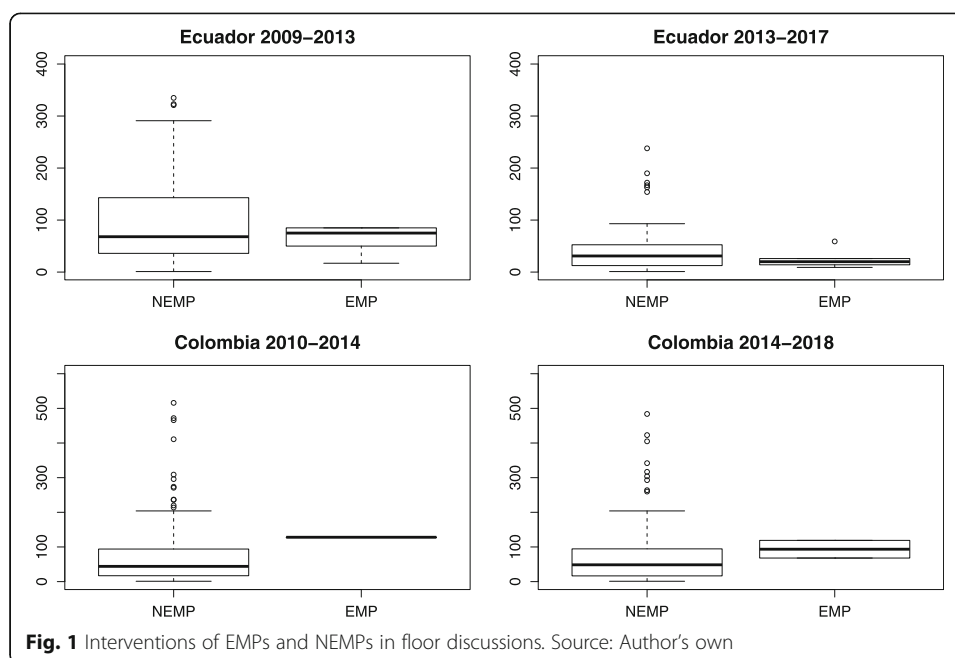 Ecuador 2009−2013
400
300
200
100
0
NEMP EMP
Ecuador 2013−2017
400
300
200
100
0
NEMP EMP
Colombia 2010−2014
500
300
100
0
NEMP EMP
Colombia 2014−2018
500
300
100
0
NEMP EMP
Fig. 1 Interventions of EMPs and NEMPs in floor discussions. Source: Author's own